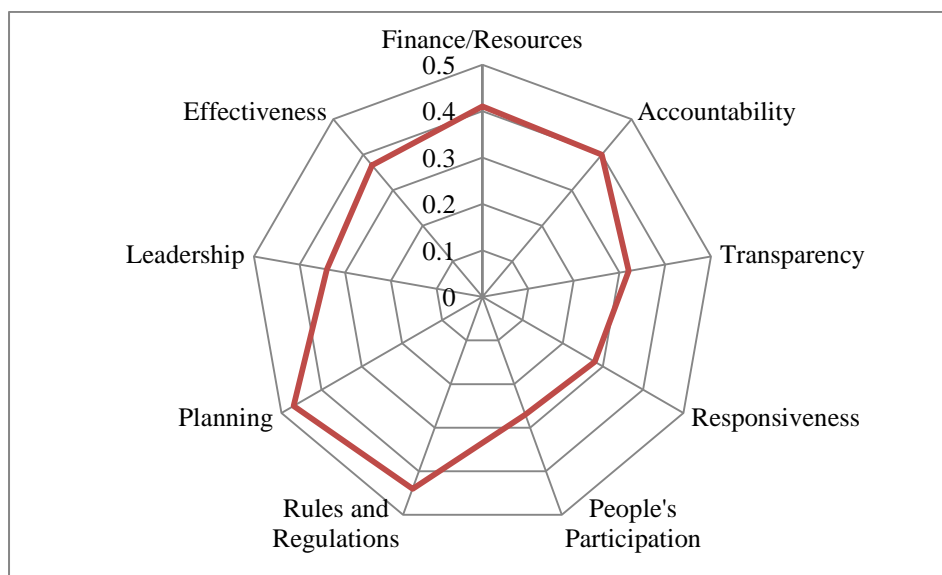 Finance/Resources
0.5
Effectiveness
Accountability
0.4
0.3
0.2
Leadership
Transparency
0.1
0
Planning
Responsiveness
Rules and
Regulations
People's
Participation